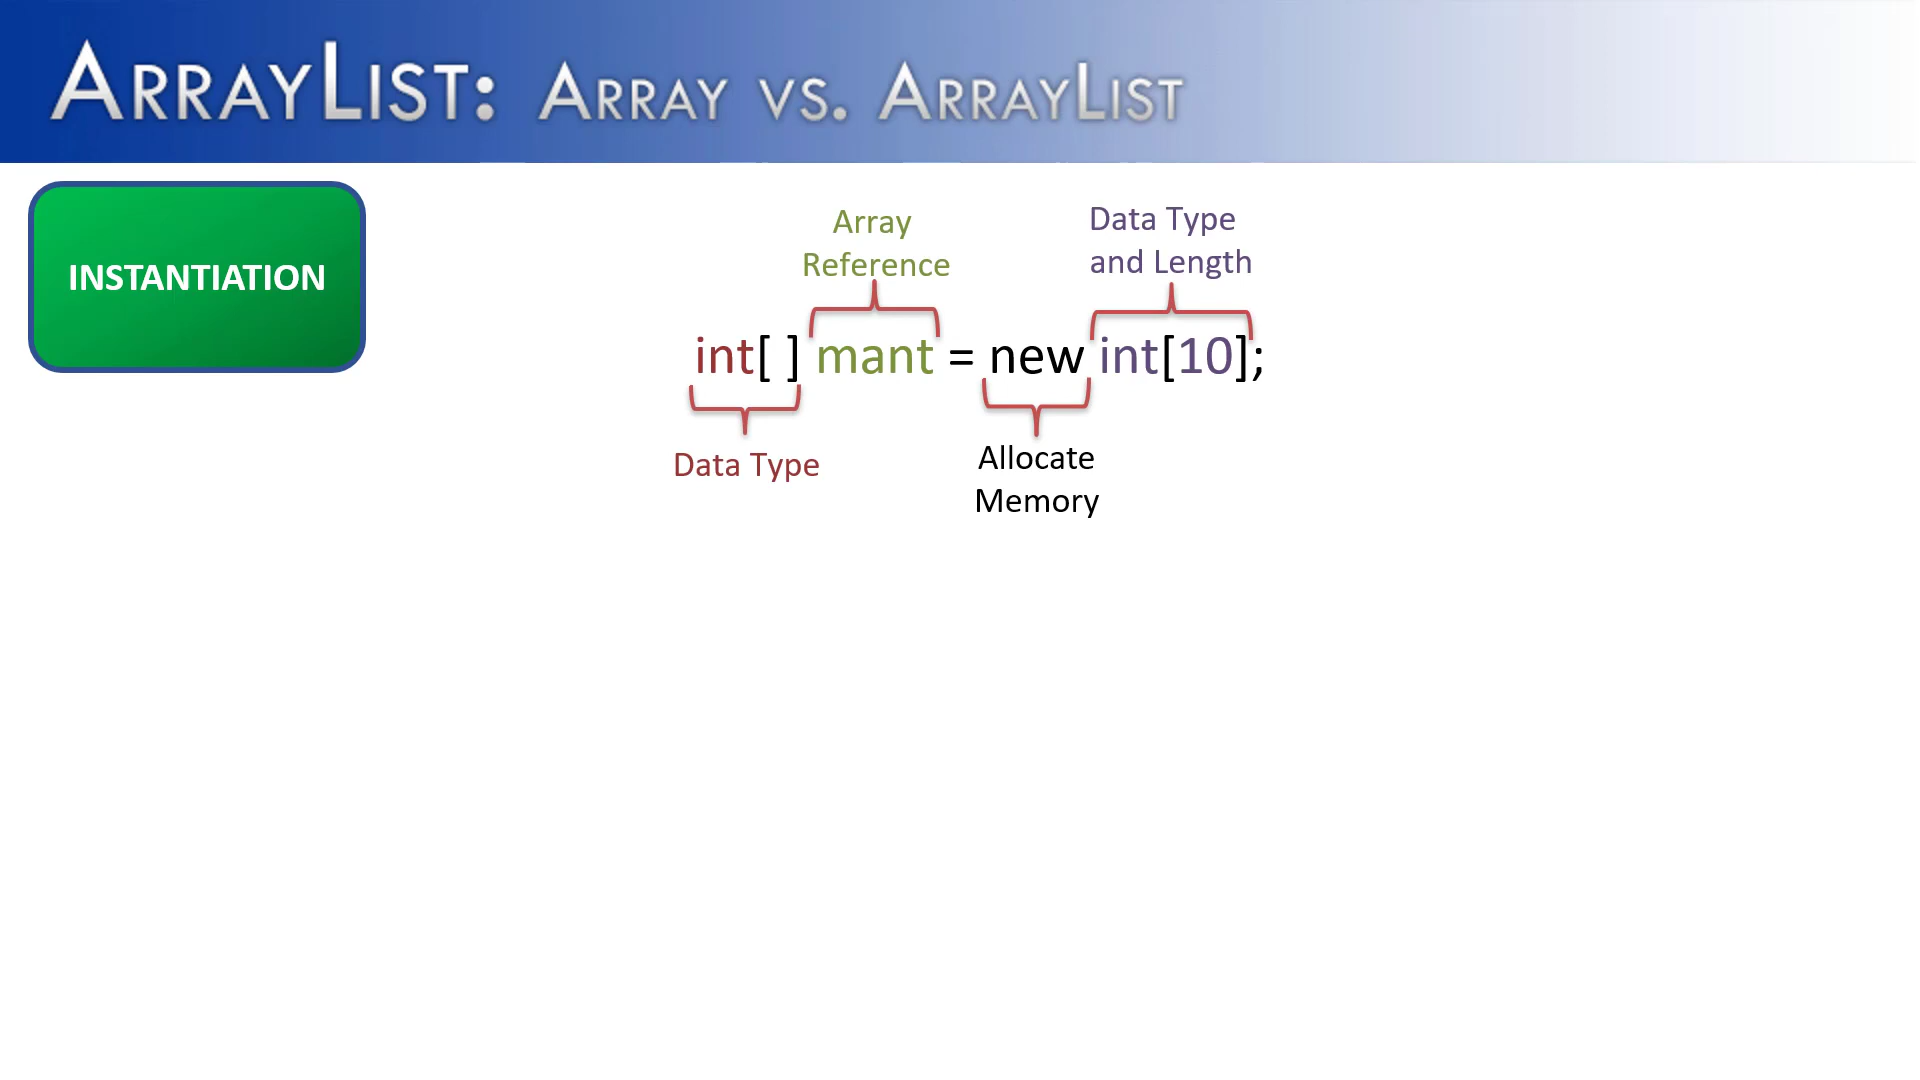 ARRAYLIST: ARRAY VS. ARRAYLIST
INSTANTIATION
Array
Reference
Data Type
and Length
int[ ] mant = new int[10];
Data Type
Allocate
Memory